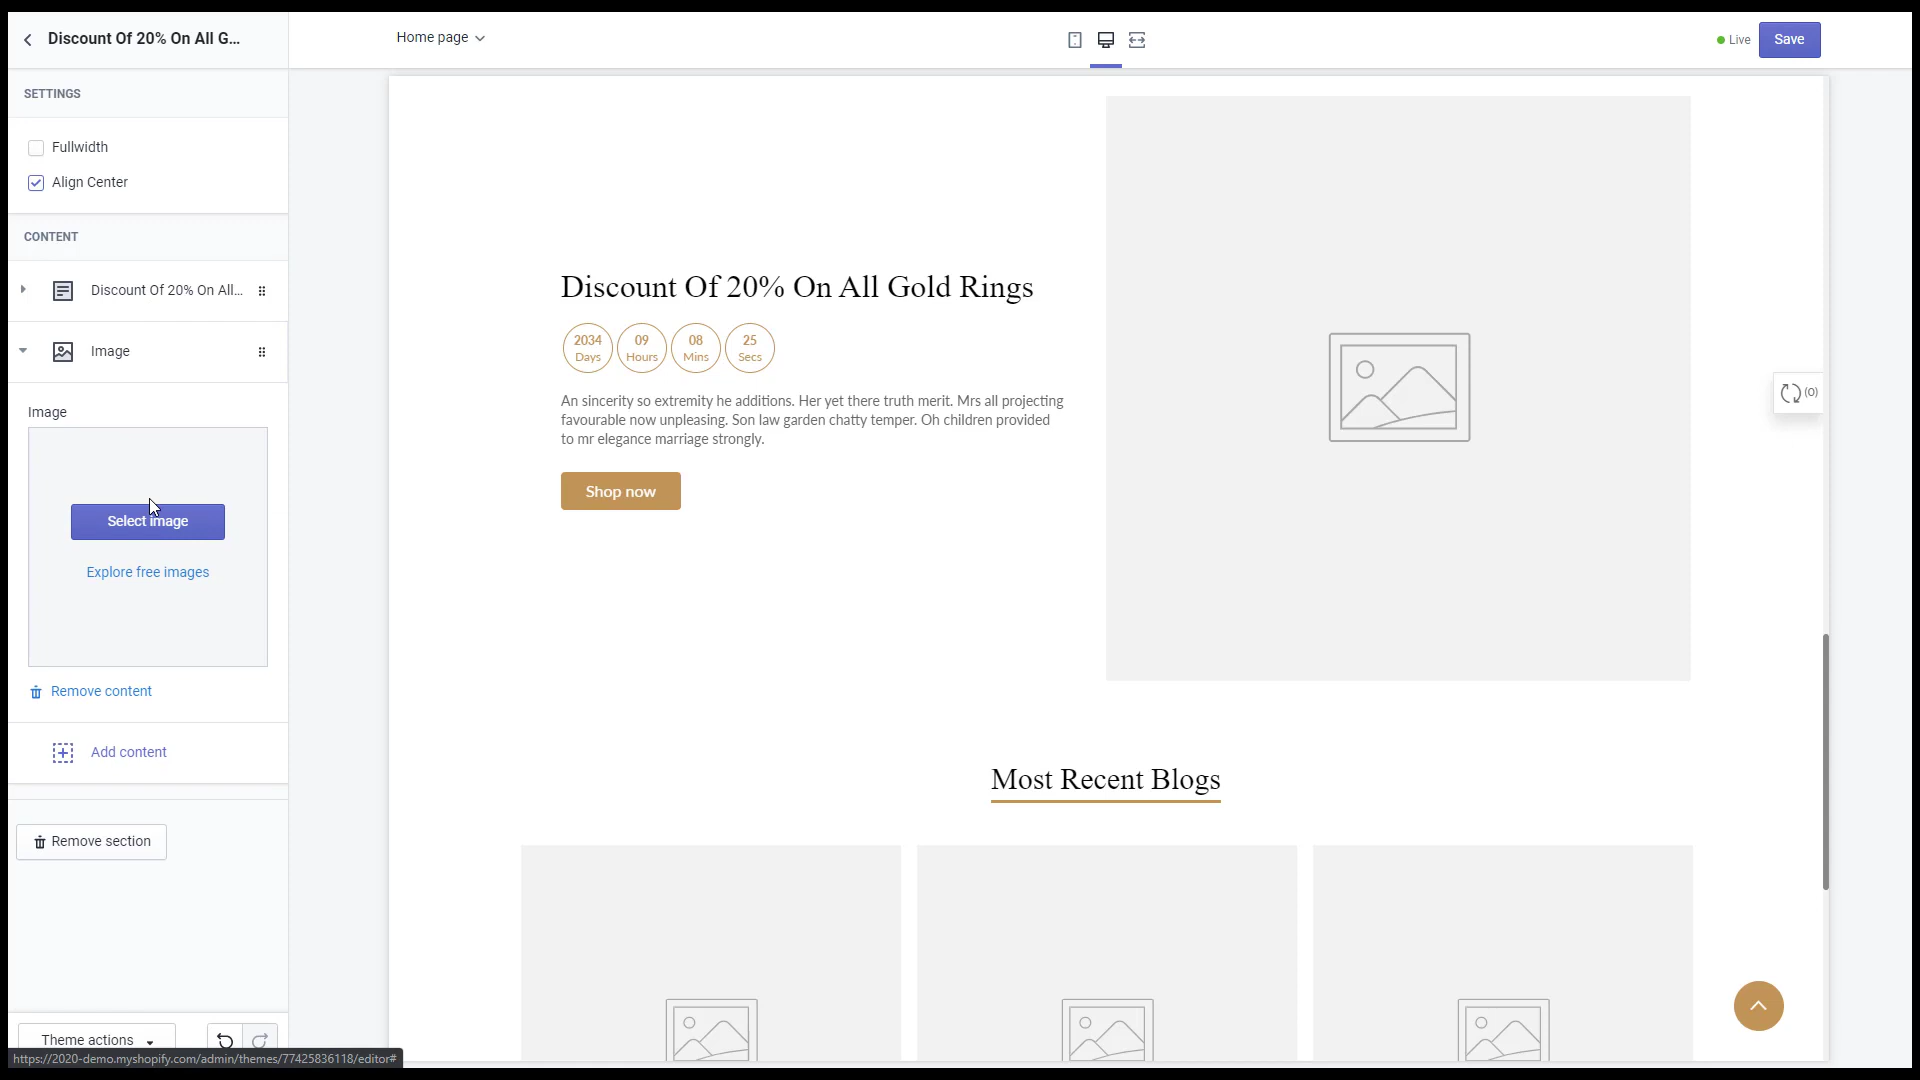 Discount Of 20% On All G...
Home page
Live
Save
SETTINGS
Fullwidth
Align Center
CONTENT
Discount Of 20% On All...
Image
Image
Select image
Explore free images
Remove content
Add content
Remove section
Theme actions
https://2020-demo.myshopify.com/admin/themes/77425836118/editor#
Discount Of 20% On All Gold Rings
2034 09 08 25
Days Hours Mins Secs
An sincerity so extremity he additions. Her yet there truth merit. Mrs all projecting
favourable now unpleasing. Son law garden chatty temper. Oh children provided
to mr elegance marriage strongly.
Shop now
(0)
Most Recent Blogs